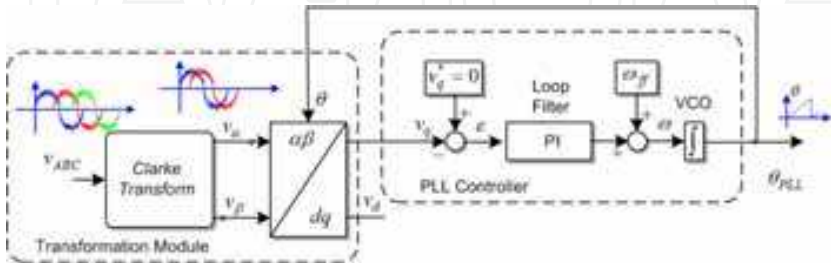 v_ABC
Clarke
Transform
v_α
v_β
Transformation Module
θ
αβ
dq
v_q
v_d
v_q^* = 0
+
−
ε
Loop
Filter
PI
ω_ff
+
+
ω
VCO
∫
PLL Controller
θ
θ_PLL